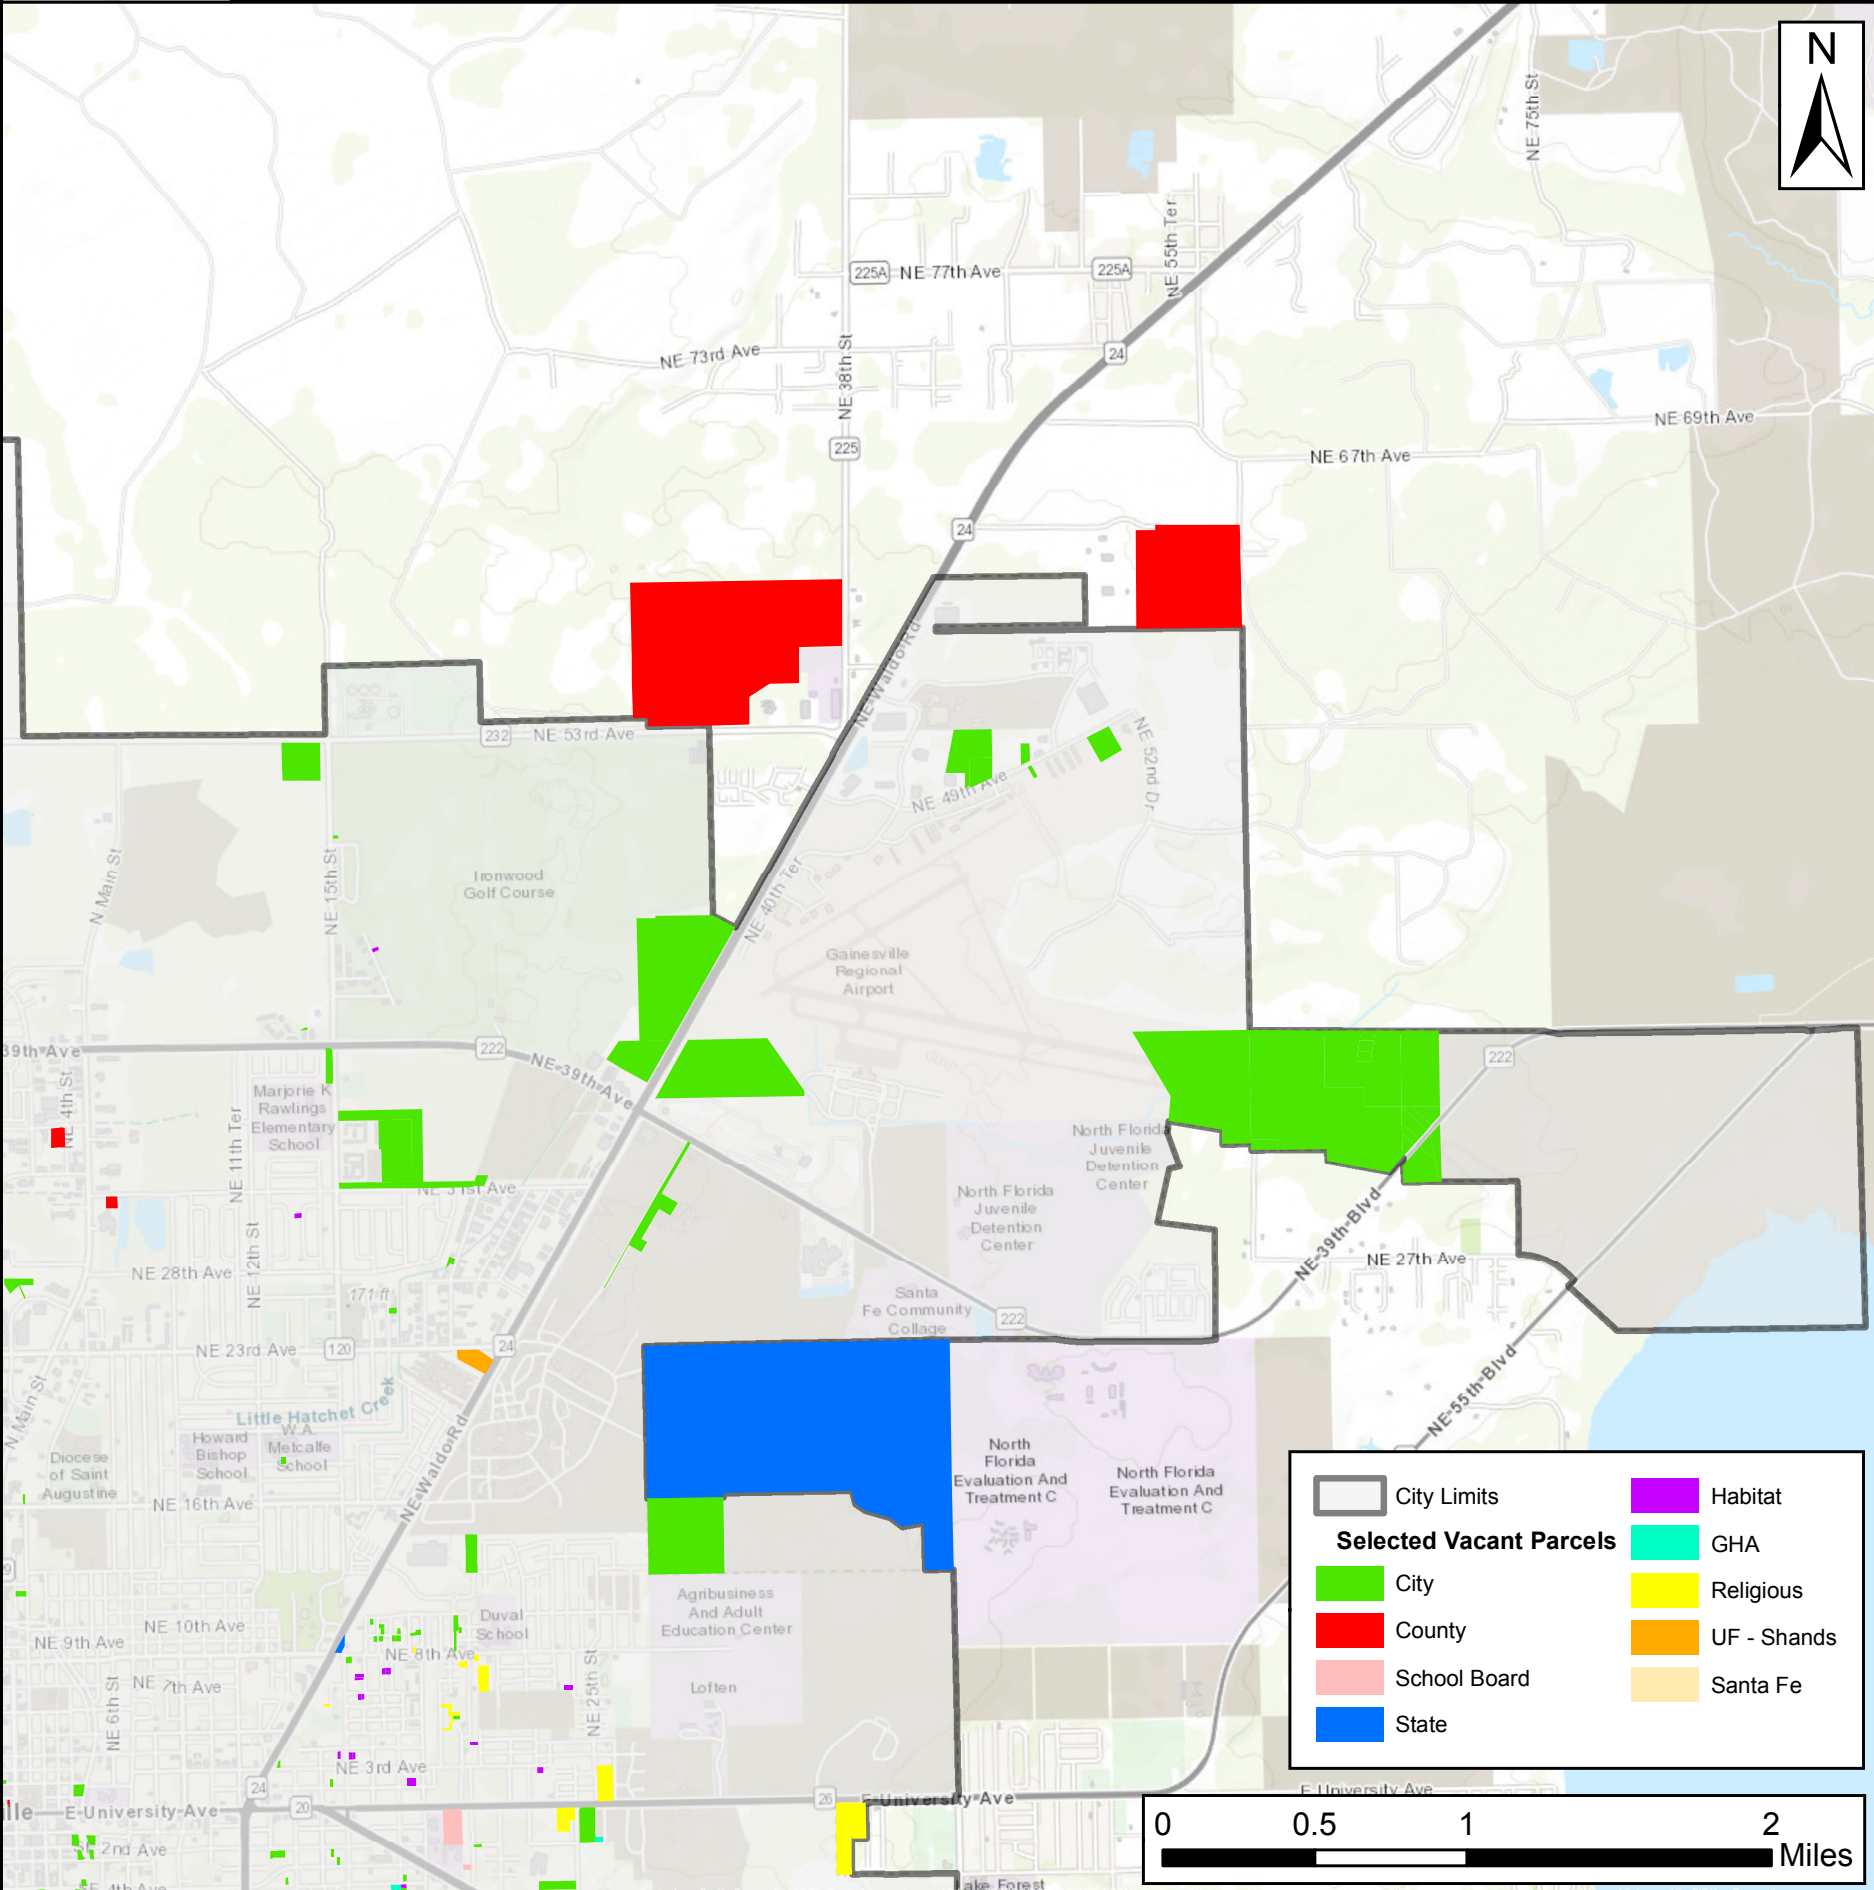 N
NE 75th St
NE 55th Ter
225A
NE 77th Ave
225A
NE 73rd Ave
NE 38th St
24
NE 69th Ave
225
NE 67th Ave
24
NE-Waldo Rd
232
NE 53rd Ave
NE 52nd Dr
NE 49th Ave
N Main St
NE 15th St
Ironwood
Golf Course
NE 40th Ter
Gainesville
Regional
Airport
39th Ave
222
NE-39th-Ave
222
NE 4th St
Marjorie K
Rawlings
Elementary
School
NE 11th Ter
NE 31st Ave
North Florida
Juvenile
Detention
Center
North Florida
Juvenile
Detention
Center
NE-39th-Blvd
NE 27th Ave
NE 28th Ave
NE 12th St
171 ft
Santa
Fe Community
Collage
222
NE 23rd Ave
120
24
N Main St
Little Hatchet Creek
NE-55th-Blvd
Howard
Bishop
School
W.A.
Metcalfe
School
Diocese
of Saint
Augustine
NE-Waldo-Rd
NE 16th Ave
North
Florida
Evaluation And
Treatment C
North Florida
Evaluation And
Treatment C
Agribusiness
And Adult
Education Center
Duval
School
NE 10th Ave
NE 9th Ave
NE 8th Ave
NE 7th Ave
NE 6th St
NE 25th St
Loften
NE 3rd Ave
24
20
26
ille
E-University-Ave
E-University-Ave
E University Ave
SE 2nd Ave
SE 4th Ave
ake Forest
City Limits
Selected Vacant Parcels
City
County
School Board
State
Habitat
GHA
Religious
UF - Shands
Santa Fe
0
0.5
1
2
Miles